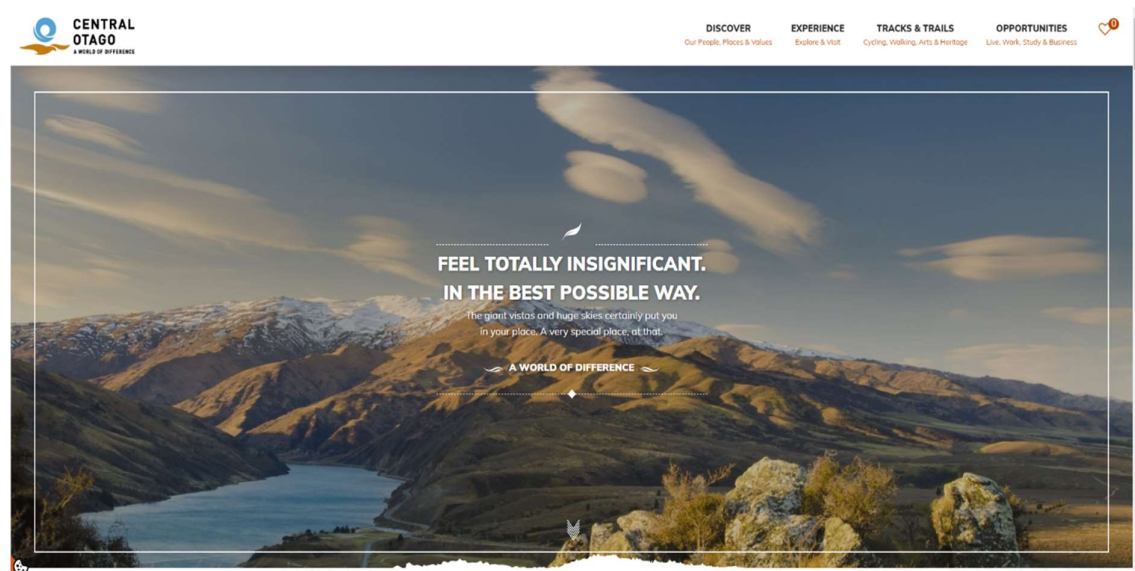 CENTRAL
OTAGO
A WORLD OF DIFFERENCE
DISCOVER
Our People, Places & Values
EXPERIENCE
Explore & Visit
TRACKS & TRAILS
Cycling, Walking, Arts & Heritage
OPPORTUNITIES
Live, Work, Study & Business
0
FEEL TOTALLY INSIGNIFICANT.
IN THE BEST POSSIBLE WAY.
The giant vistas and huge skies certainly put you
in your place. A very special place, at that.
A WORLD OF DIFFERENCE